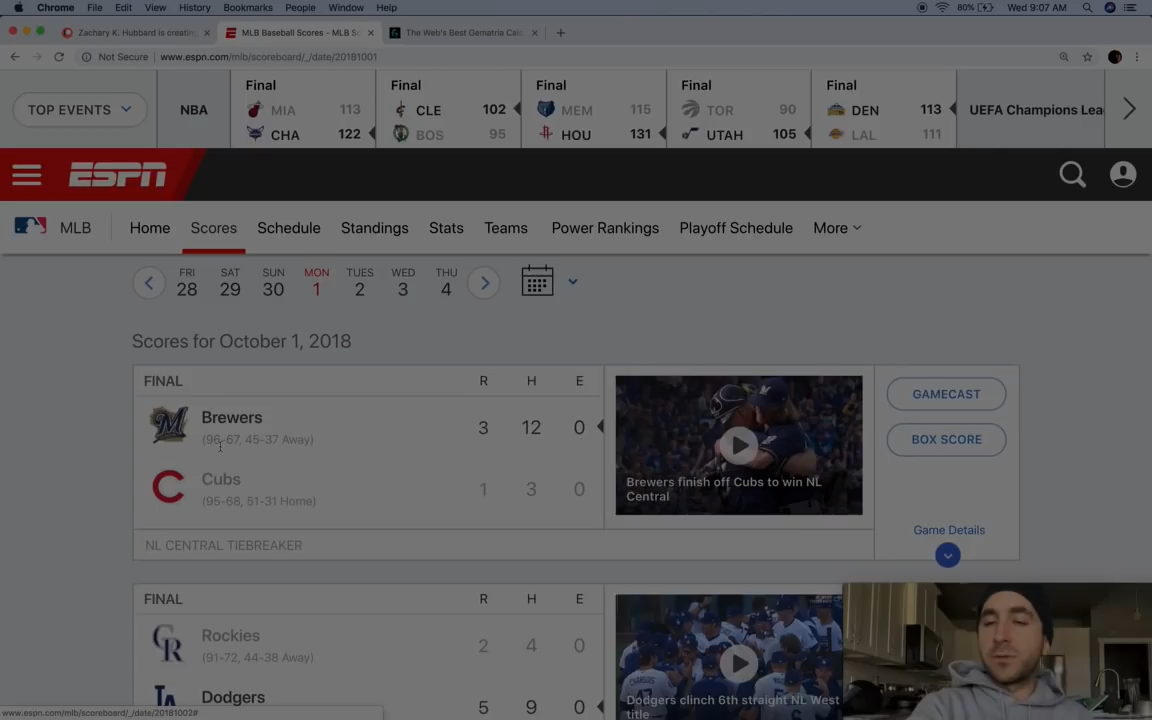 Chrome File Edit View History Bookmarks People Window Help 80% Wed 9:07 AM
Zachary K. Hubbard is creating MLB Baseball Scores - MLB Sc The Web's Best Gematria Calc
Not Secure www.espn.com/mlb/scoreboard/_/date/20181001
TOP EVENTS
NBA
Final
MIA 113
CHA 122
Final
CLE 102
BOS 95
Final
MEM 115
HOU 131
Final
TOR 90
UTAH 105
Final
DEN 113
LAL 111
UEFA Champions Lea
ESPN
MLB Home Scores Schedule Standings Stats Teams Power Rankings Playoff Schedule More
FRI SAT SUN MON TUES WED THU
28 29 30 1 2 3 4
Scores for October 1, 2018
FINAL R H E
Brewers 3 12 0
(96-67, 45-37 Away)
Cubs 1 3 0
(95-68, 51-31 Home)
NL CENTRAL TIEBREAKER
Brewers finish off Cubs to win NL
Central
GAMECAST
BOX SCORE
Game Details
FINAL R H E
Rockies 2 4 0
(91-72, 44-38 Away)
Dodgers 5 9 0
Dodgers clinch 6th straight NL West
title
www.espn.com/mlb/scoreboard/_/date/20181002#